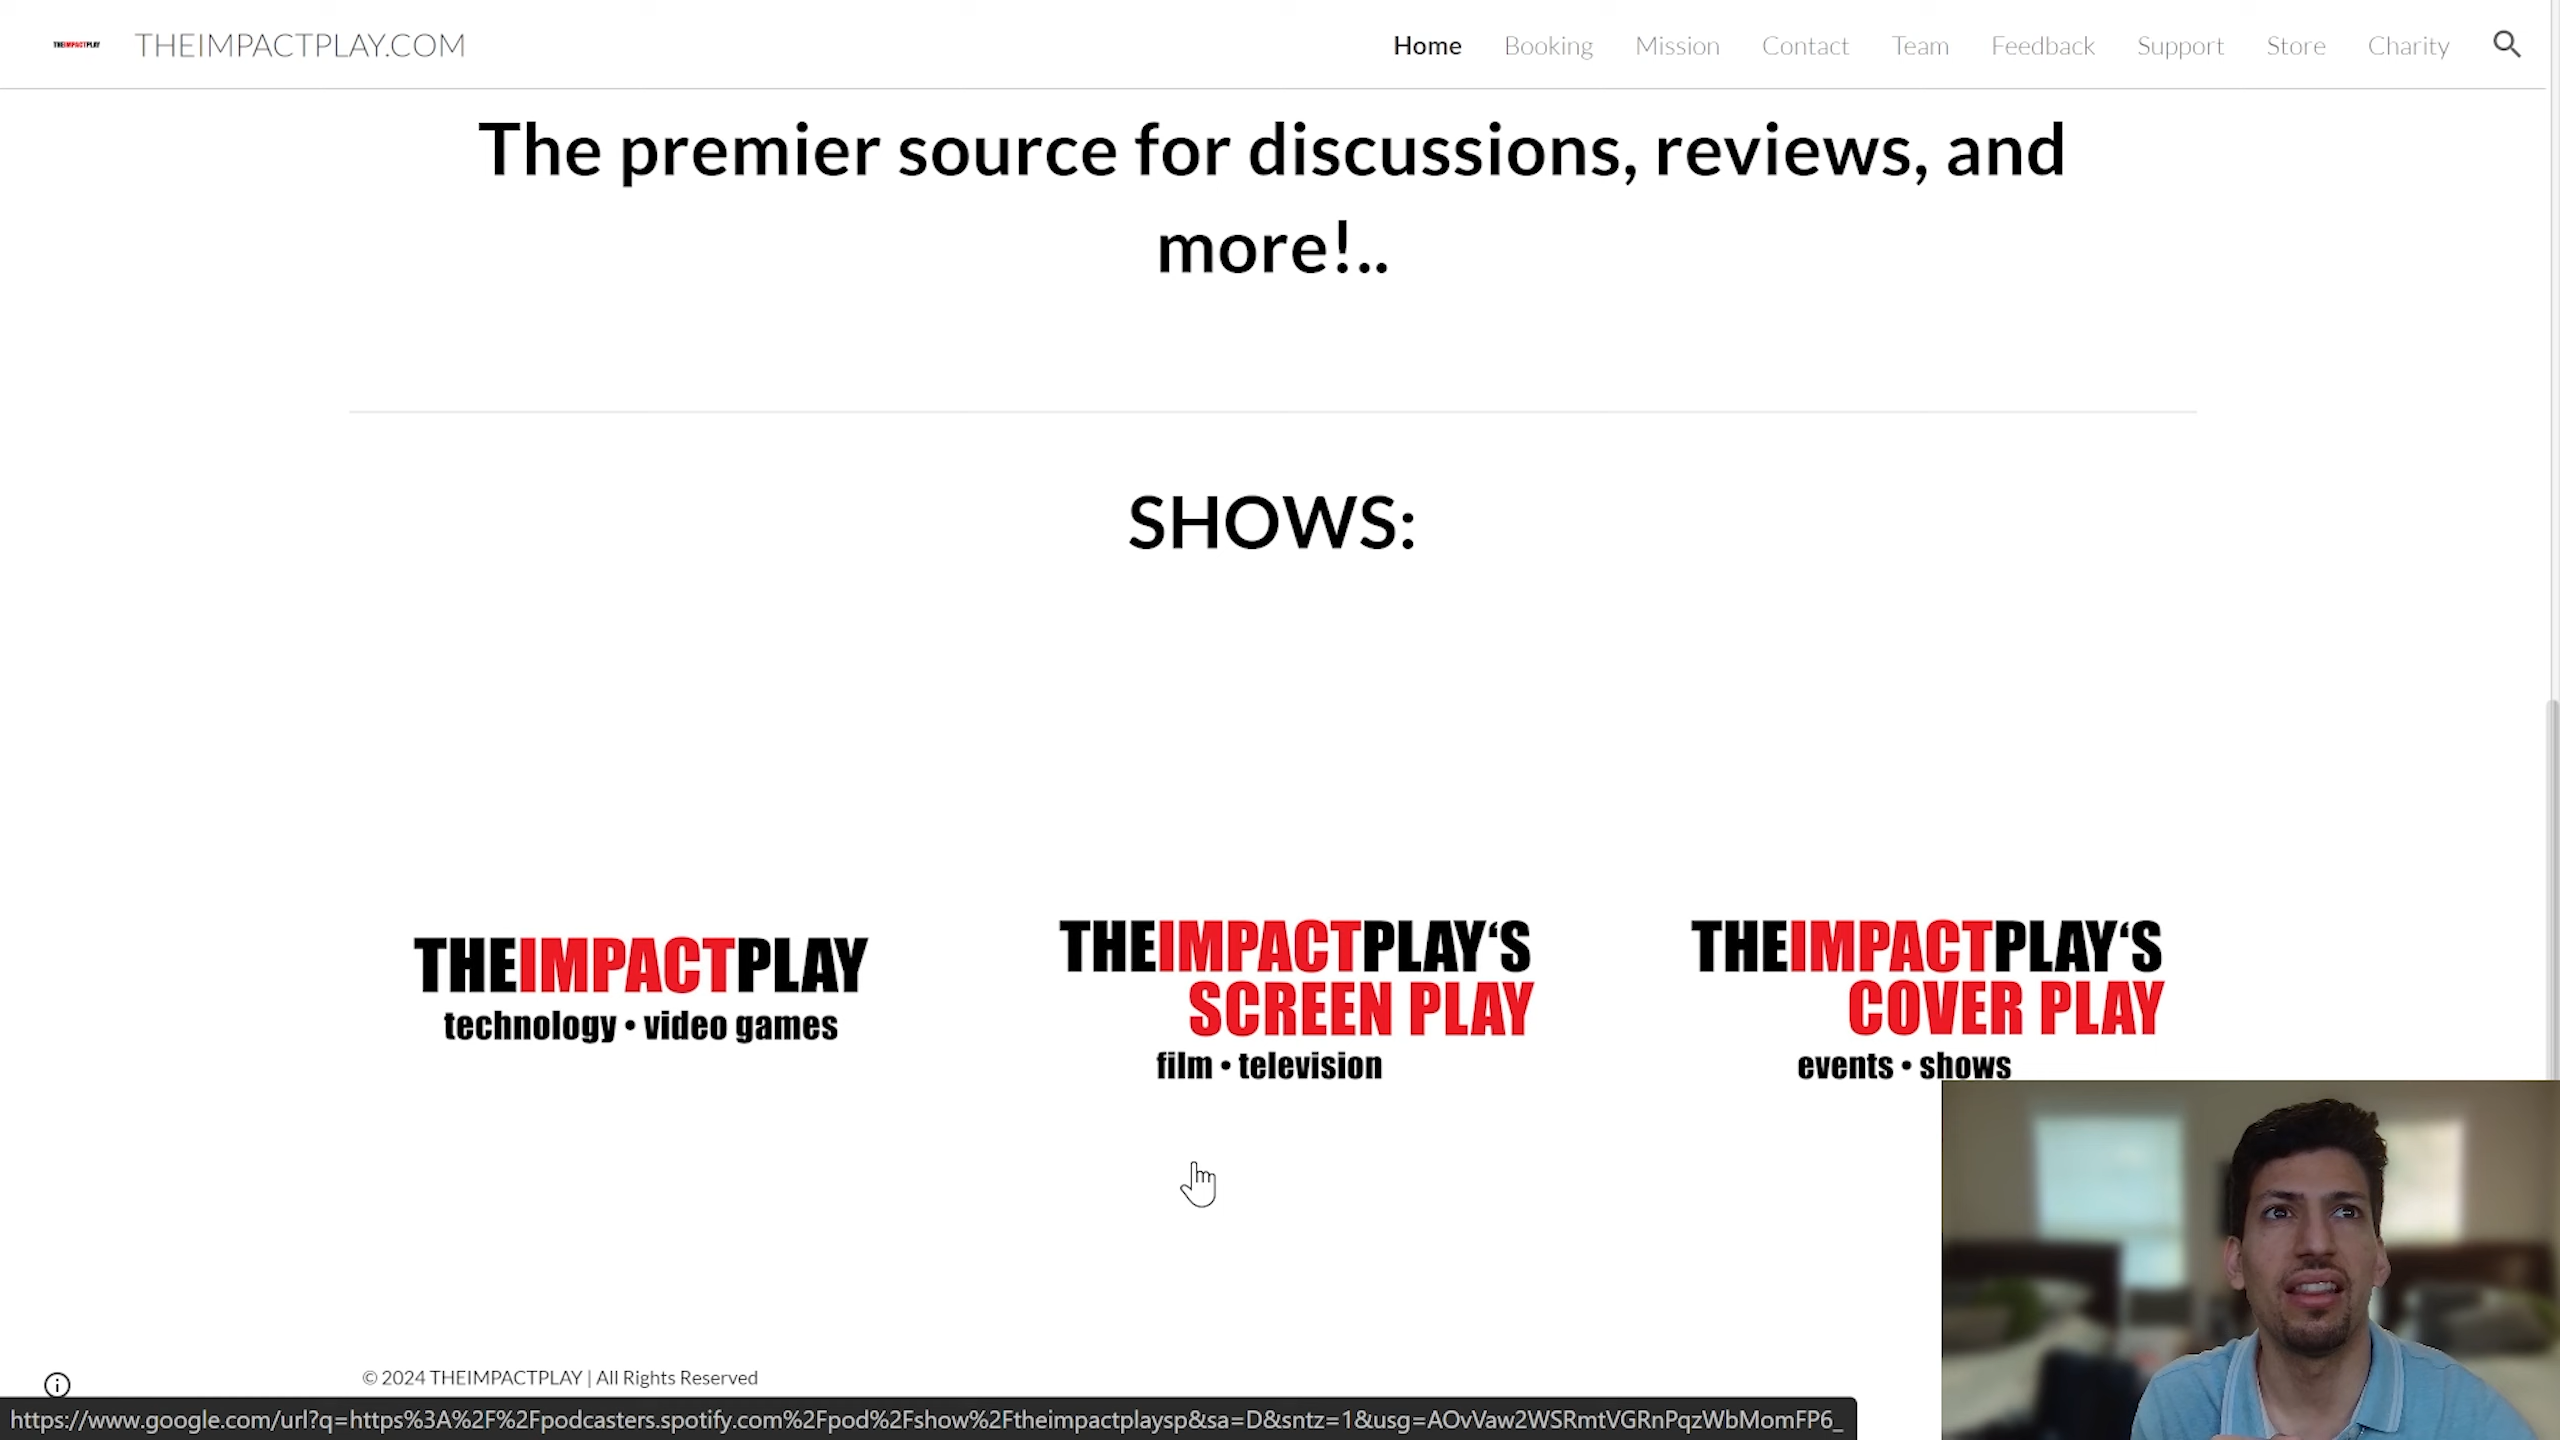 THEIMPACTPLAY
THEIMPACTPLAY.COM
Home Booking Mission Contact Team Feedback Support Store Charity
The premier source for discussions, reviews, and
more!..
SHOWS:
THEIMPACTPLAY
technology • video games
THEIMPACTPLAY‘S
SCREEN PLAY
film • television
THEIMPACTPLAY‘S
COVER PLAY
events • shows
© 2024 THEIMPACTPLAY | All Rights Reserved
https://www.google.com/url?q=https%3A%2F%2Fpodcasters.spotify.com%2Fpod%2Fshow%2Ftheimpactplaysp&sa=D&sntz=1&usg=AOvVaw2WSRmtVGRnPqzWbMomFP6_